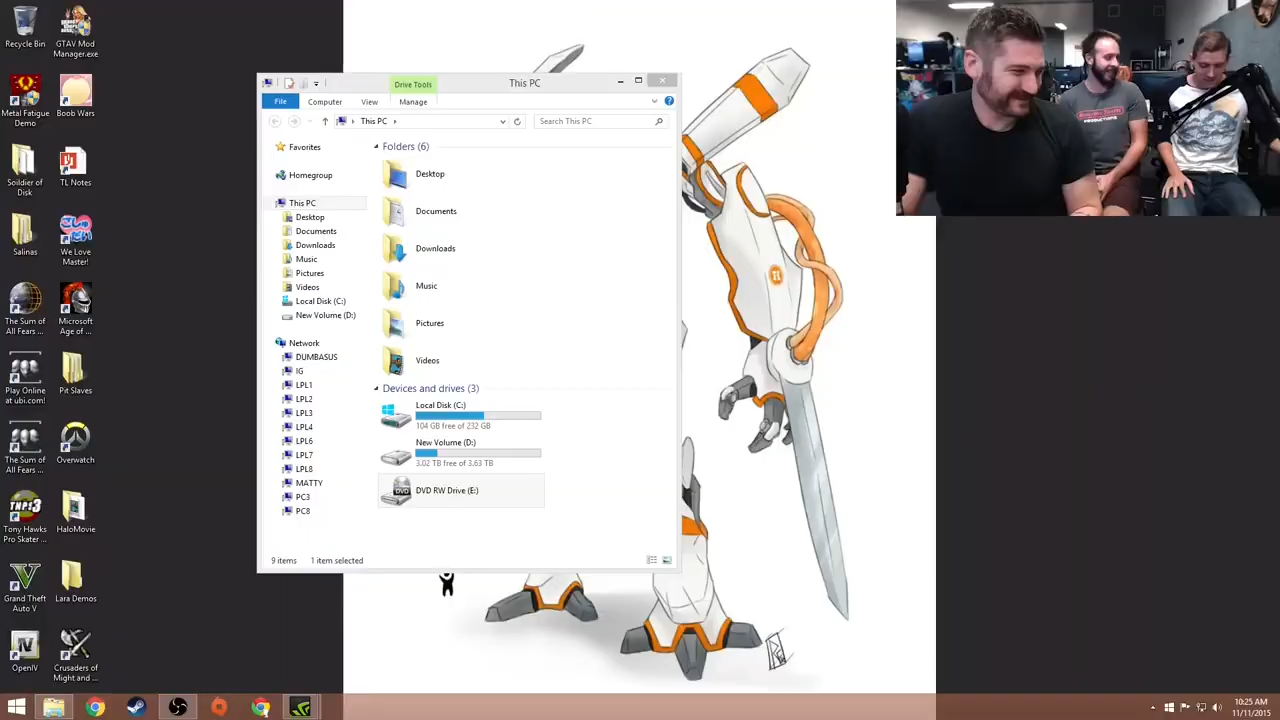 Recycle Bin
GTAV Mod
Manager.exe
Metal Fatigue
Demo
Boob Wars
Soldier of
Disk
TL Notes
Salinas
We Love
Master!
The Sum of
All Fears ...
Microsoft
Age of ...
Play Online
at ubi.com!
Pit Slaves
The Sum of
All Fears ...
Overwatch
THPS3
Tony Hawks
Pro Skater ...
HaloMovie
Grand Theft
Auto V
Lara Demos
OpenIV
Crusaders of
Might and...
Drive Tools
This PC
File
Computer
View
Manage
This PC
Search This PC
Favorites
Homegroup
This PC
Desktop
Documents
Downloads
Music
Pictures
Videos
Local Disk (C:)
New Volume (D:)
Network
DUMBASUS
IG
LPL1
LPL2
LPL3
LPL4
LPL6
LPL7
LPL8
MATTY
PC3
PC8
Folders (6)
Desktop
Documents
Downloads
Music
Pictures
Videos
Devices and drives (3)
Local Disk (C:)
104 GB free of 232 GB
New Volume (D:)
3.02 TB free of 3.63 TB
DVD
DVD RW Drive (E:)
9 items
1 item selected
PRODUCTIONS
10:25 AM
11/11/2015